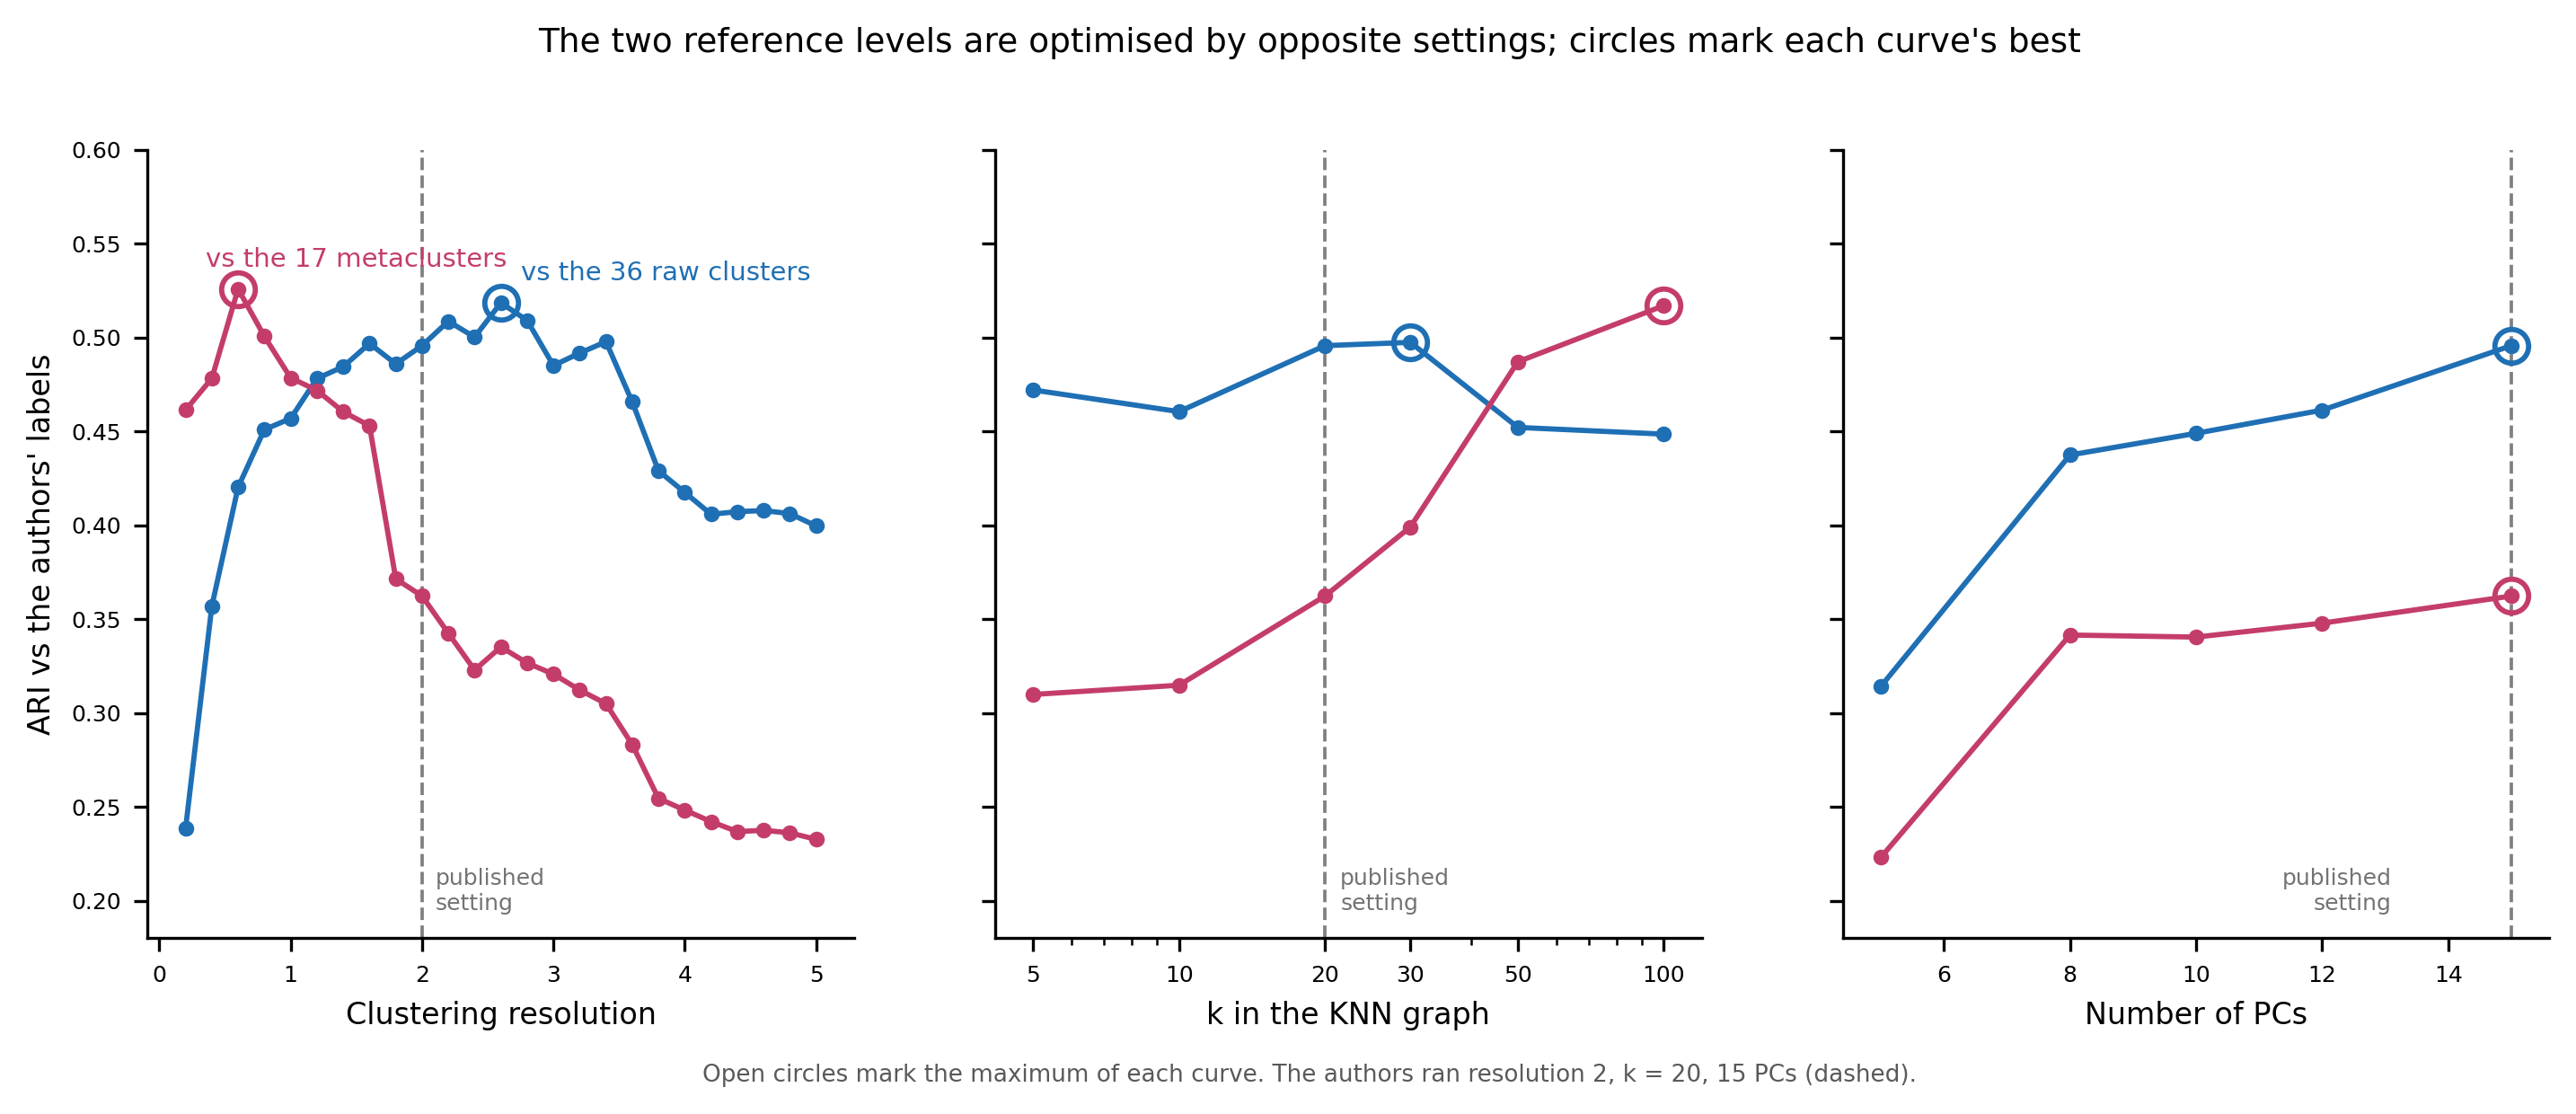 The two reference levels are optimised by opposite settings; circles mark each curve's best
ARI vs the authors' labels
0.60
0.55
0.50
0.45
0.40
0.35
0.30
0.25
0.20
vs the 17 metaclusters
vs the 36 raw clusters
published
setting
0 1 2 3 4 5
Clustering resolution
published
setting
5 10 20 30 50 100
k in the KNN graph
published
setting
6 8 10 12 14
Number of PCs
Open circles mark the maximum of each curve. The authors ran resolution 2, k = 20, 15 PCs (dashed).